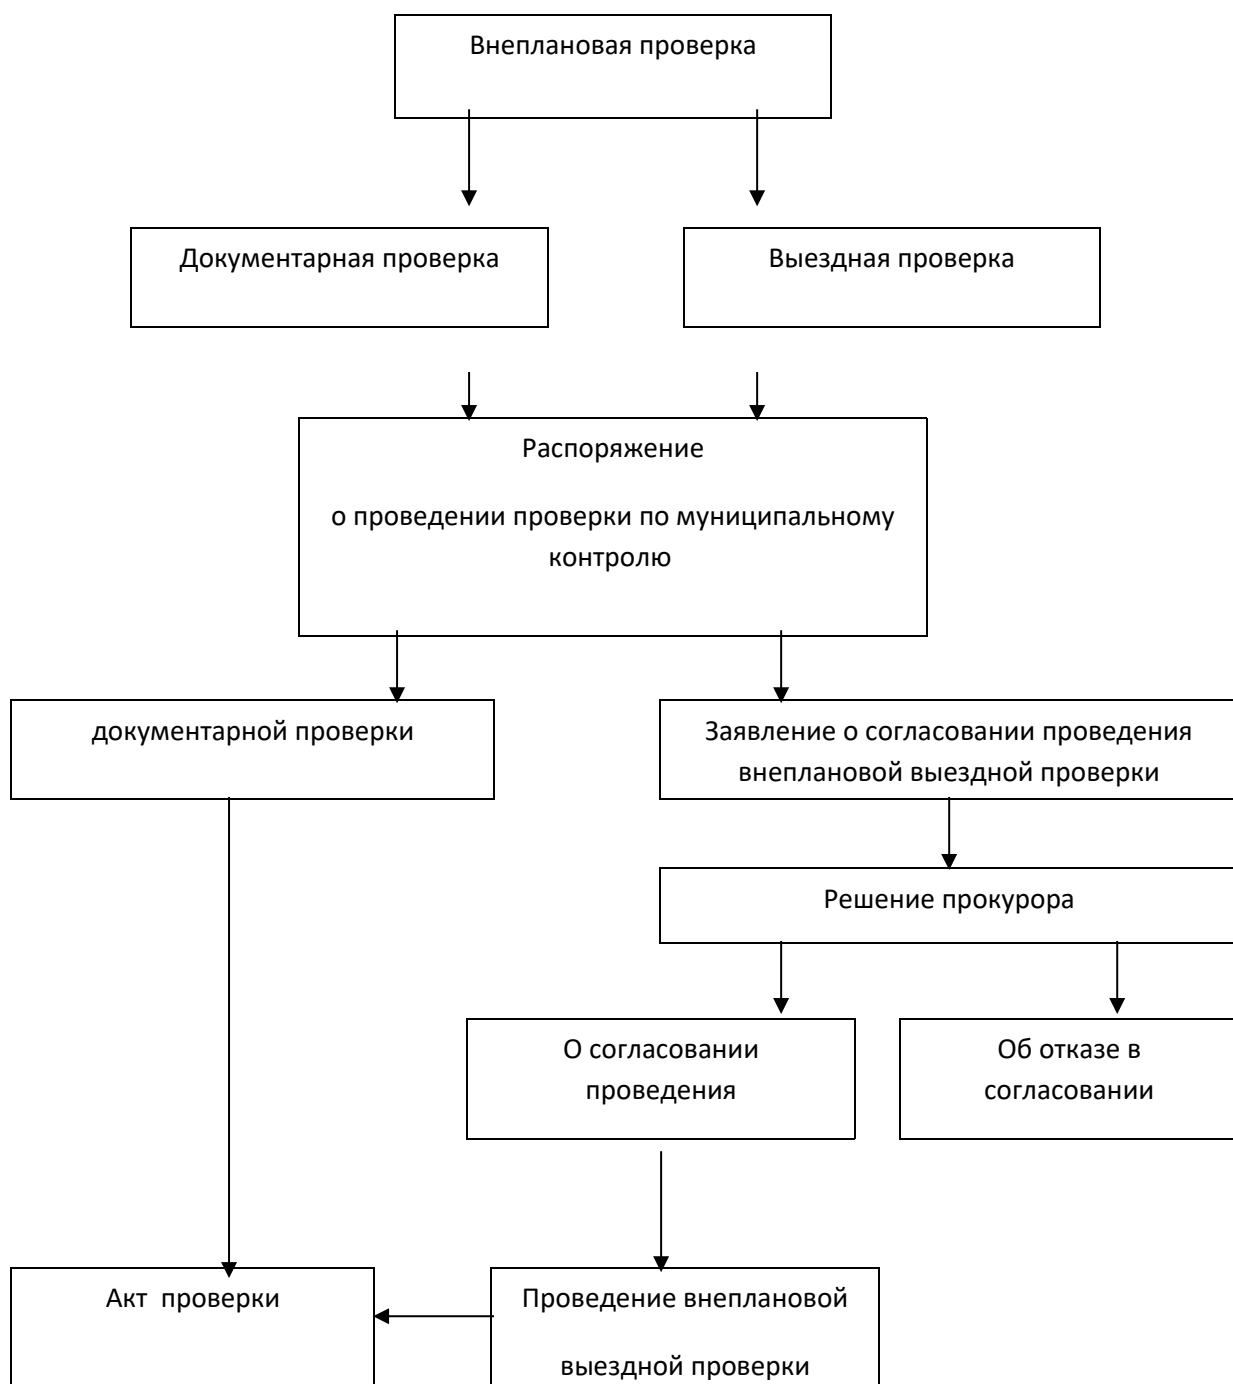 Внеплановая проверка
Документарная проверка
Выездная проверка
Распоряжение
о проведении проверки по муниципальному
контролю
документарной проверки
Заявление о согласовании проведения
внеплановой выездной проверки
Решение прокурора
О согласовании
проведения
Об отказе в
согласовании
Акт проверки
Проведение внеплановой
выездной проверки